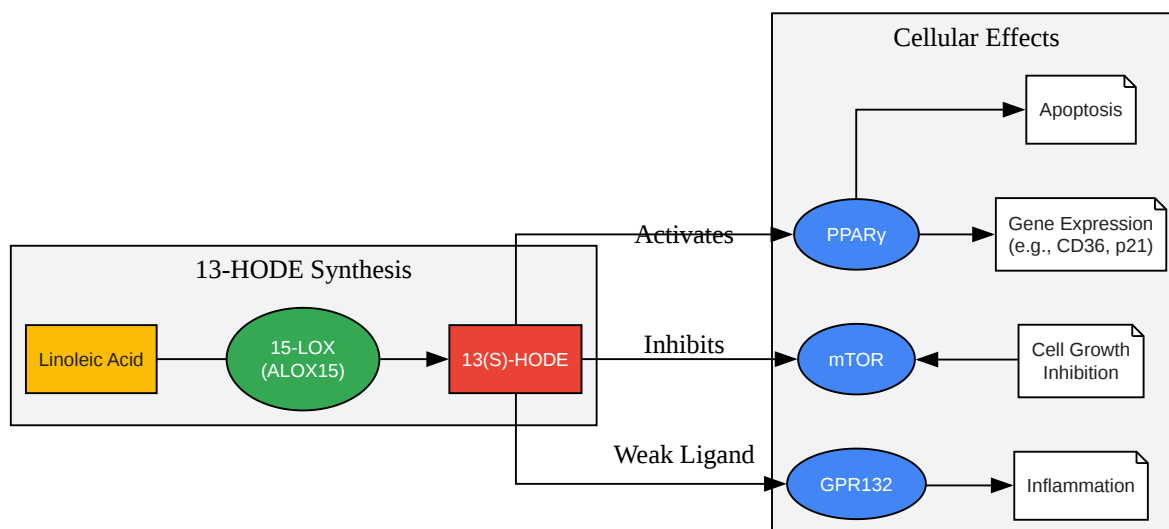 Cellular Effects
Apoptosis
Activates
PPARγ
Gene Expression
(e.g., CD36, p21)
13-HODE Synthesis
Linoleic Acid
15-LOX
(ALOX15)
13(S)-HODE
Inhibits
mTOR
Cell Growth
Inhibition
Weak Ligand
GPR132
Inflammation